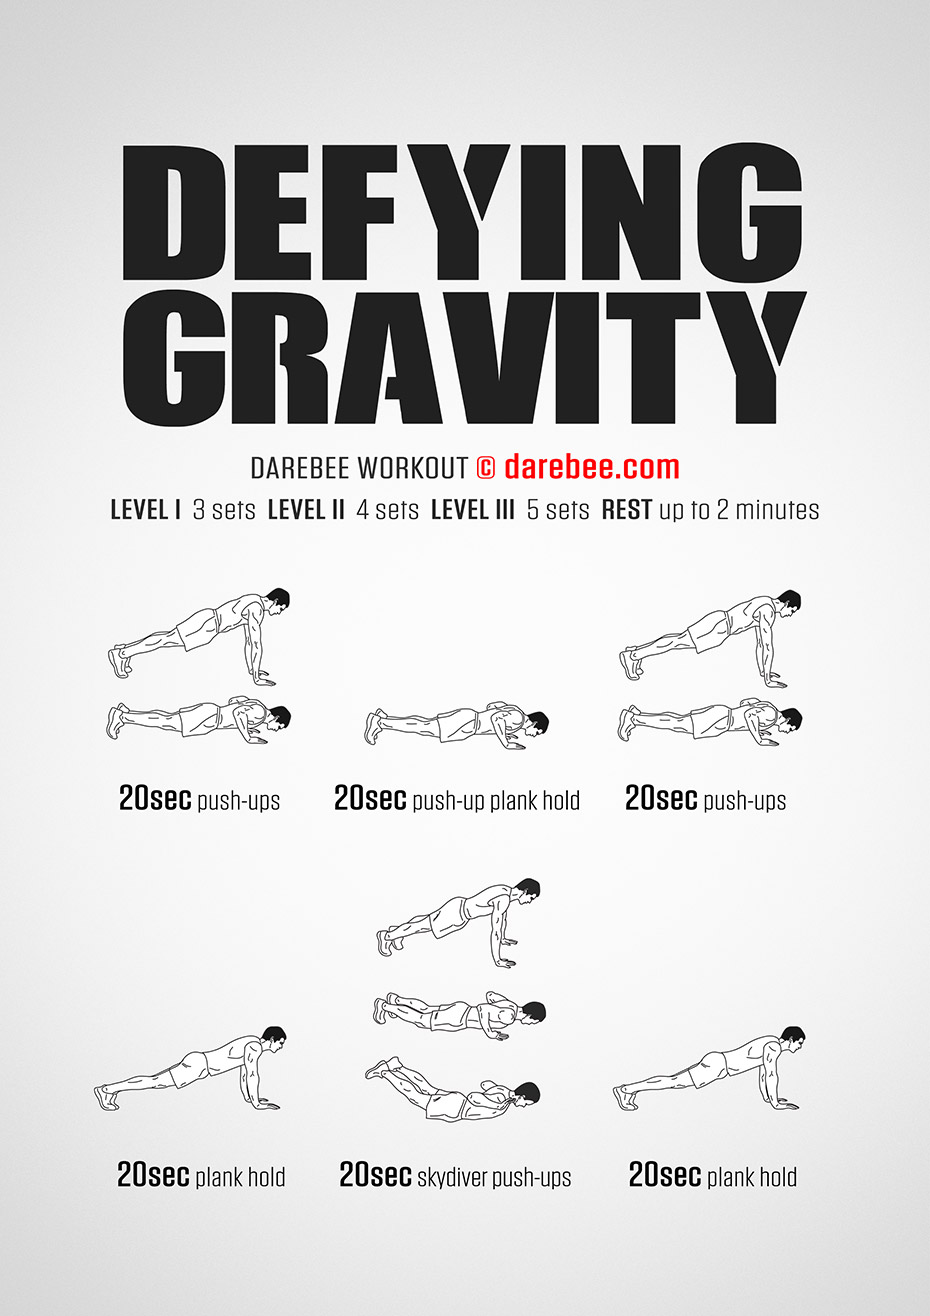 DEFYING
GRAVITY
DAREBEE WORKOUT © darebee.com
LEVEL I 3 sets LEVEL II 4 sets LEVEL III 5 sets REST up to 2 minutes
20sec push-ups
20sec push-up plank hold
20sec push-ups
20sec plank hold
20sec skydiver push-ups
20sec plank hold